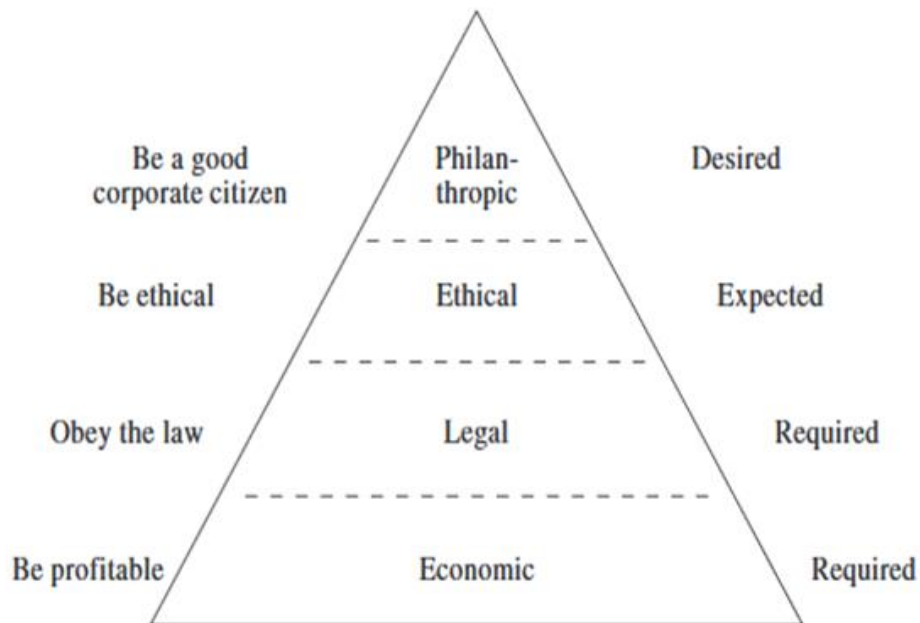 Be a good
corporate citizen
Philan-
thropic
Desired
Be ethical
Ethical
Expected
Obey the law
Legal
Required
Be profitable
Economic
Required